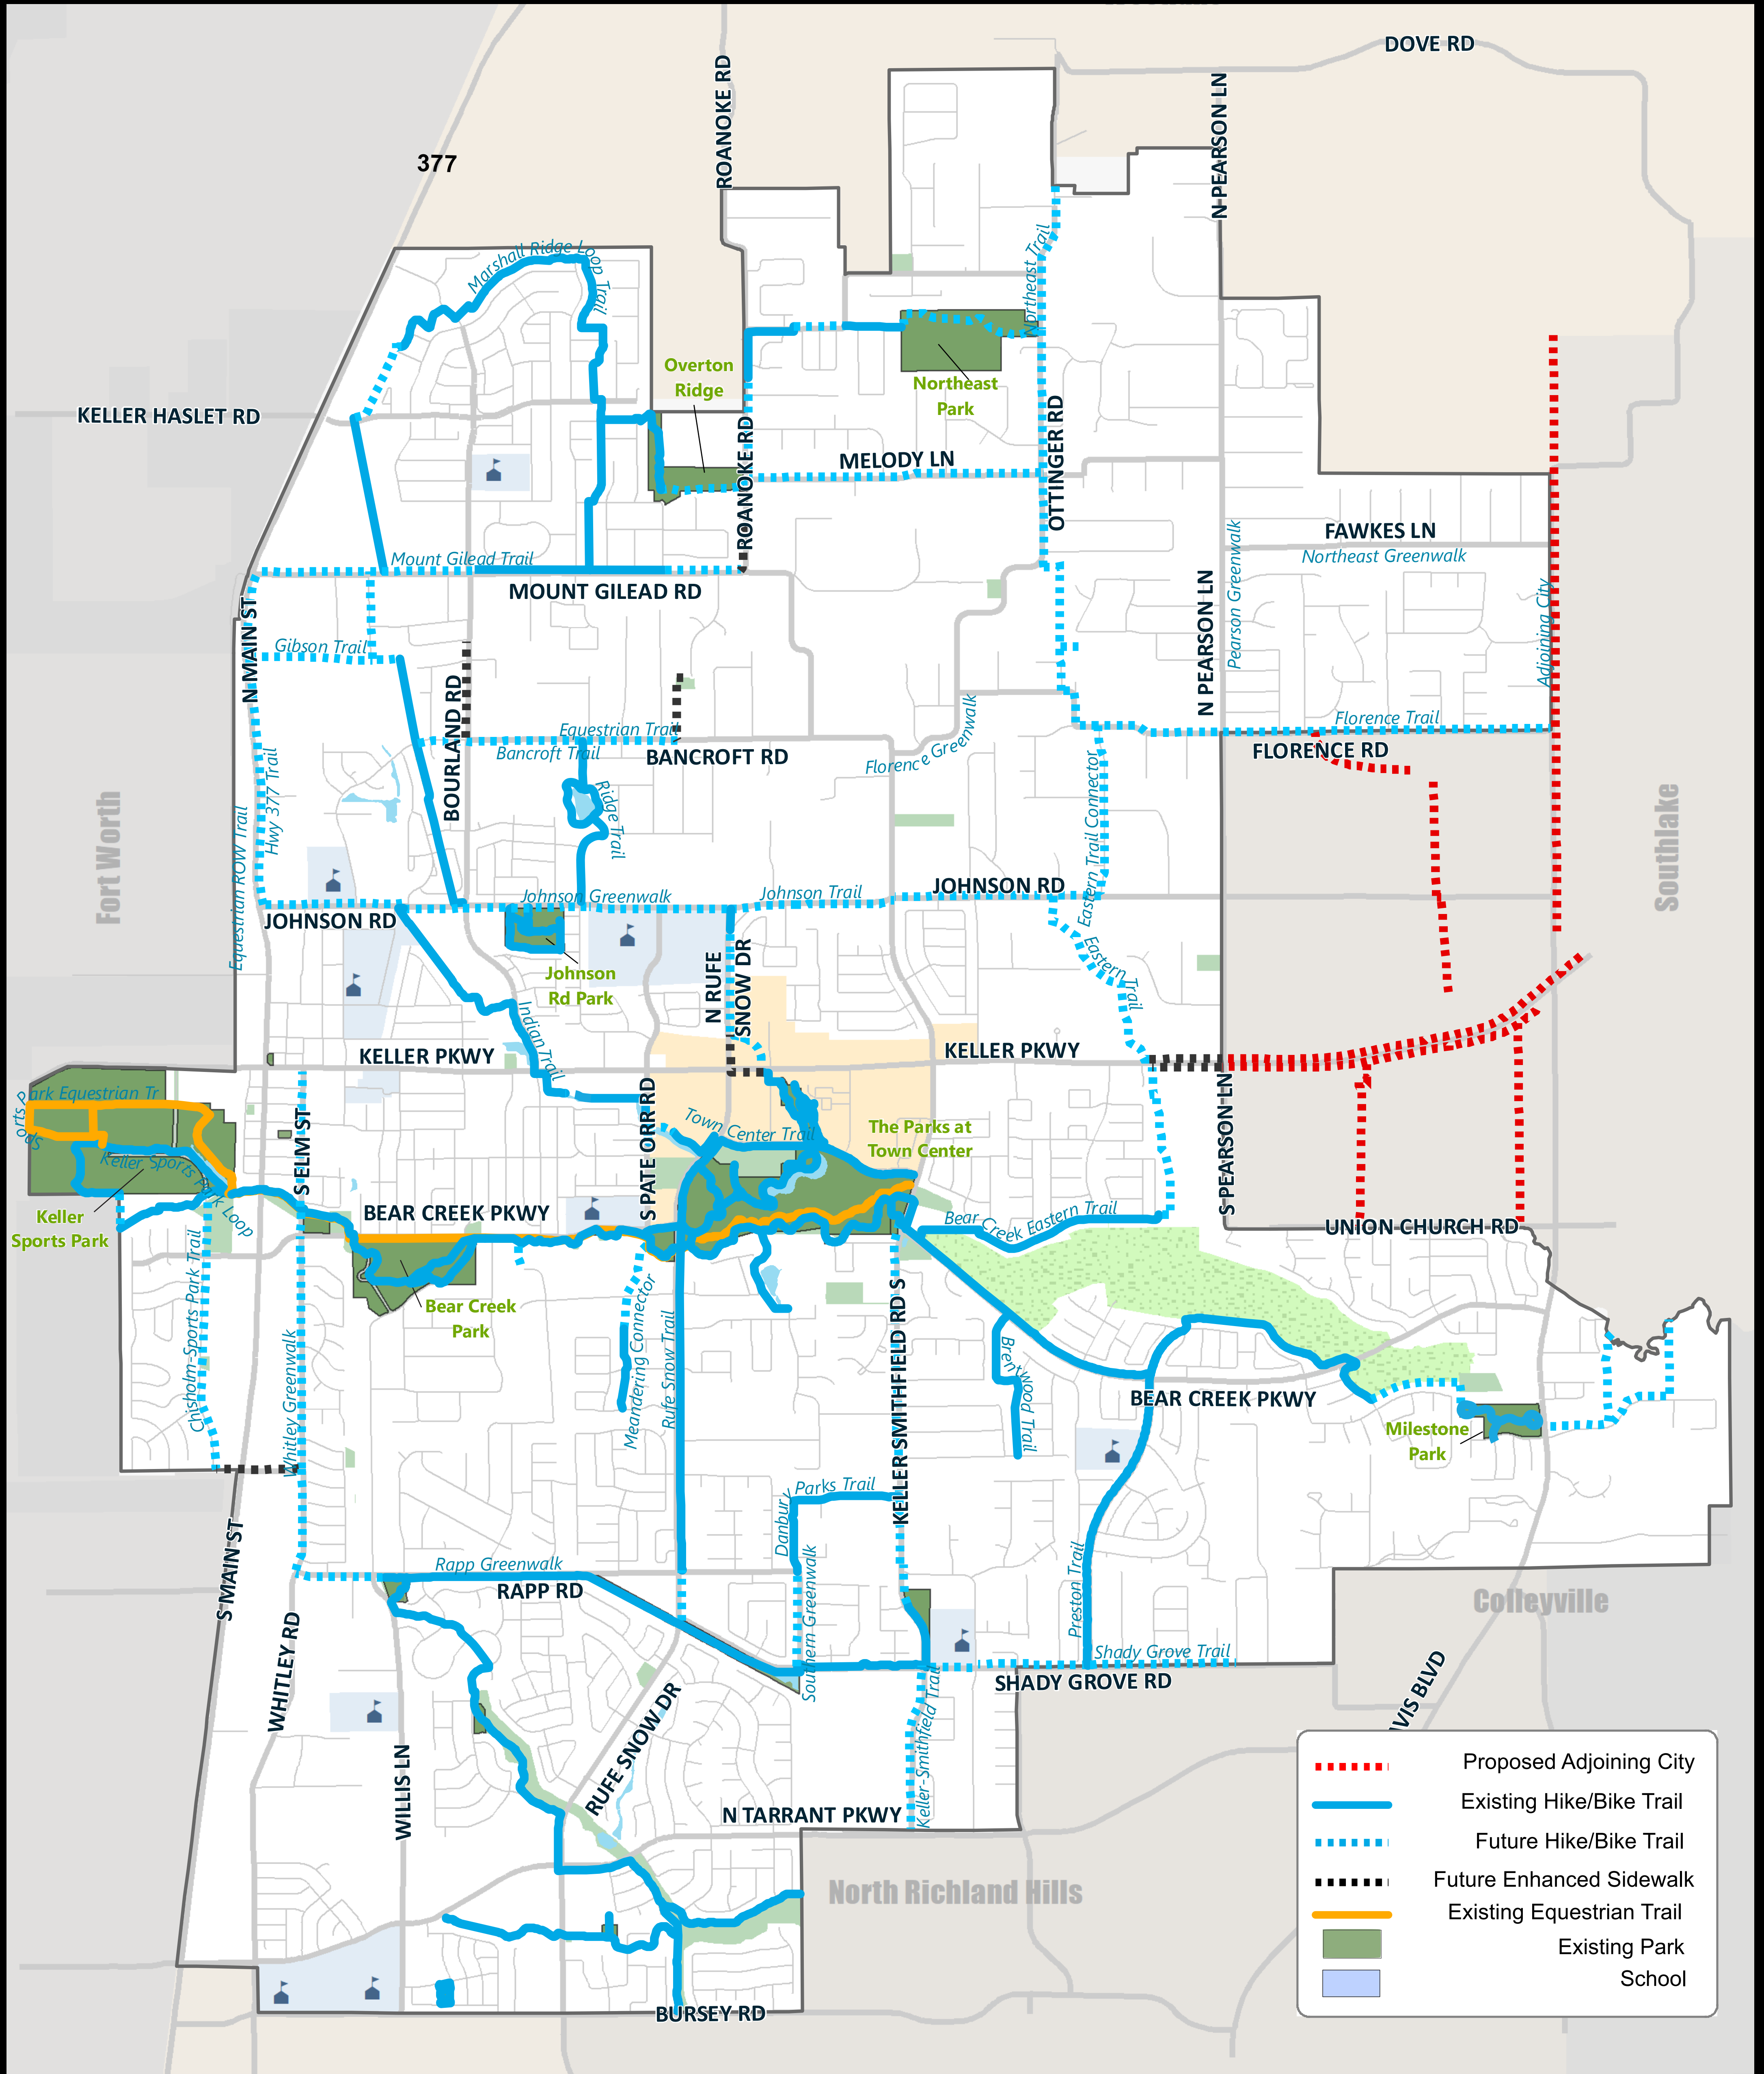 DOVE RD
ROANOKE RD
N PEARSON LN
377
Marshall Ridge Loop Trail
Northeast Trail
Overton
Ridge
Northeast
Park
KELLER HASLET RD
ROANOKE RD
MELODY LN
OTTINGER RD
FAWKES LN
Northeast Greenwalk
Pearson Greenwalk
Mount Gilead Trail
MOUNT GILEAD RD
N MAIN ST
N PEARSON LN
Adjoining City
Gibson Trail
BOURLAND RD
Equestrian Trail
Bancroft Trail
BANCROFT RD
Florence Greenwalk
Florence Trail
FLORENCE RD
Hwy 377 Trail
Equestrian ROW Trail
Ridge Trail
Eastern Trail Connector
Fort Worth
Southlake
Johnson Greenwalk
Johnson Trail
JOHNSON RD
JOHNSON RD
Johnson
Rd Park
N RUFE
SNOW DR
Eastern Trail
Indian Trail
KELLER PKWY
KELLER PKWY
Sports Park Equestrian Tr
S ELM ST
S PATE ORR RD
Town Center Trail
The Parks at
Town Center
S PEARSON LN
Keller Sports Park Loop
Keller
Sports Park
BEAR CREEK PKWY
Bear Creek Eastern Trail
UNION CHURCH RD
Chisholm-Sports Park Trail
Whitley Greenwalk
Bear Creek
Park
Meandering Connector
Rufe Snow Trail
KELLER SMITHFIELD RD S
Brentwood Trail
BEAR CREEK PKWY
Milestone
Park
Parks Trail
Danbury
S MAIN ST
Rapp Greenwalk
RAPP RD
Southern Greenwalk
Preston Trail
Shady Grove Trail
SHADY GROVE RD
Colleyville
WHITLEY RD
RUFE SNOW DR
WILLIS LN
Keller-Smithfield Trail
N TARRANT PKWY
North Richland Hills
BURSEY RD
VIS BLVD
Proposed Adjoining City
Existing Hike/Bike Trail
Future Hike/Bike Trail
Future Enhanced Sidewalk
Existing Equestrian Trail
Existing Park
School